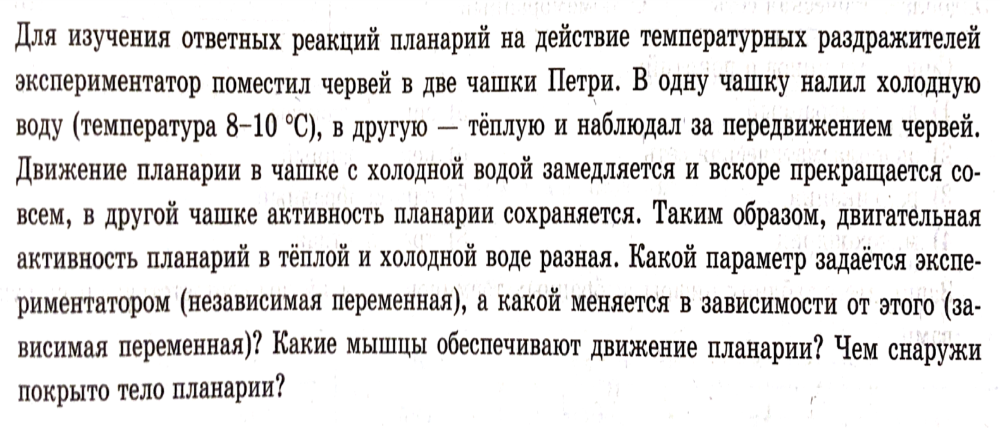 Для изучения ответных реакций планарий на действие температурных раздражителей
экспериментатор поместил червей в две чашки Петри. В одну чашку налил холодную
воду (температура 8–10 °С), в другую — тёплую и наблюдал за передвижением червей.
Движение планарии в чашке с холодной водой замедляется и вскоре прекращается со-
всем, в другой чашке активность планарии сохраняется. Таким образом, двигательная
активность планарий в тёплой и холодной воде разная. Какой параметр задаётся экспе-
риментатором (независимая переменная), а какой меняется в зависимости от этого (за-
висимая переменная)? Какие мышцы обеспечивают движение планарии? Чем снаружи
покрыто тело планарии?